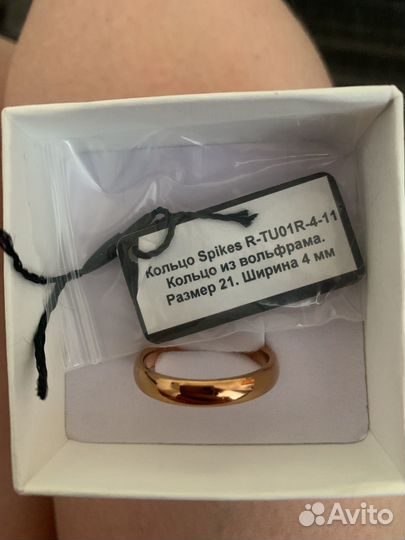 Кольцо Spikes R-TU01R-4-11
Кольцо из вольфрама.
Размер 21. Ширина 4 мм
Avito